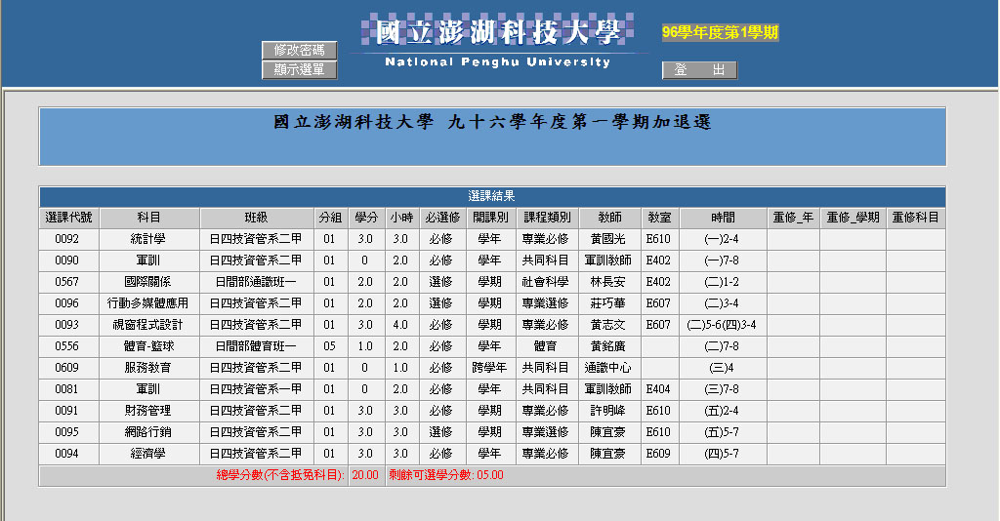 國立澎湖科技大學
National Penghu University
96學年度第1學期
修改密碼
顯示選單
登 出
國立澎湖科技大學 九十六學年度第一學期加退選
選課結果
選課代號 科目 班級 分組 學分 小時 必選修 開課別 課程類別 教師 教室 時間 重修_年 重修_學期 重修科目
0092 統計學 日四技資管系二甲 01 3.0 3.0 必修 學年 專業必修 黃國光 E610 (一)2-4
0090 軍訓 日四技資管系二甲 01 0 2.0 必修 學年 共同科目 軍訓教師 E402 (一)7-8
0567 國際關係 日間部通識班一 01 2.0 2.0 選修 學期 社會科學 林長安 E402 (二)1-2
0096 行動多媒體應用 日四技資管系二甲 01 2.0 2.0 選修 學期 專業選修 莊巧華 E607 (二)3-4
0093 視窗程式設計 日四技資管系二甲 01 3.0 4.0 必修 學期 專業必修 黃志文 E607 (二)5-6(四)3-4
0556 體育-籃球 日間部體育班一 05 1.0 2.0 必修 學年 體育 黃銘廣 (二)7-8
0609 服務教育 日四技資管系二甲 01 0 1.0 必修 跨學年 共同科目 通識中心 (三)4
0081 軍訓 日四技資管系一甲 01 0 2.0 必修 學年 共同科目 軍訓教師 E404 (三)7-8
0091 財務管理 日四技資管系二甲 01 3.0 3.0 必修 學期 專業必修 許明峰 E610 (五)2-4
0095 網路行銷 日四技資管系二甲 01 3.0 3.0 選修 學期 專業選修 陳宜豪 E610 (五)5-7
0094 經濟學 日四技資管系二甲 01 3.0 3.0 必修 學年 專業必修 陳宜豪 E609 (四)5-7
總學分數(不含抵免科目): 20.00 剩餘可選學分數: 05.00